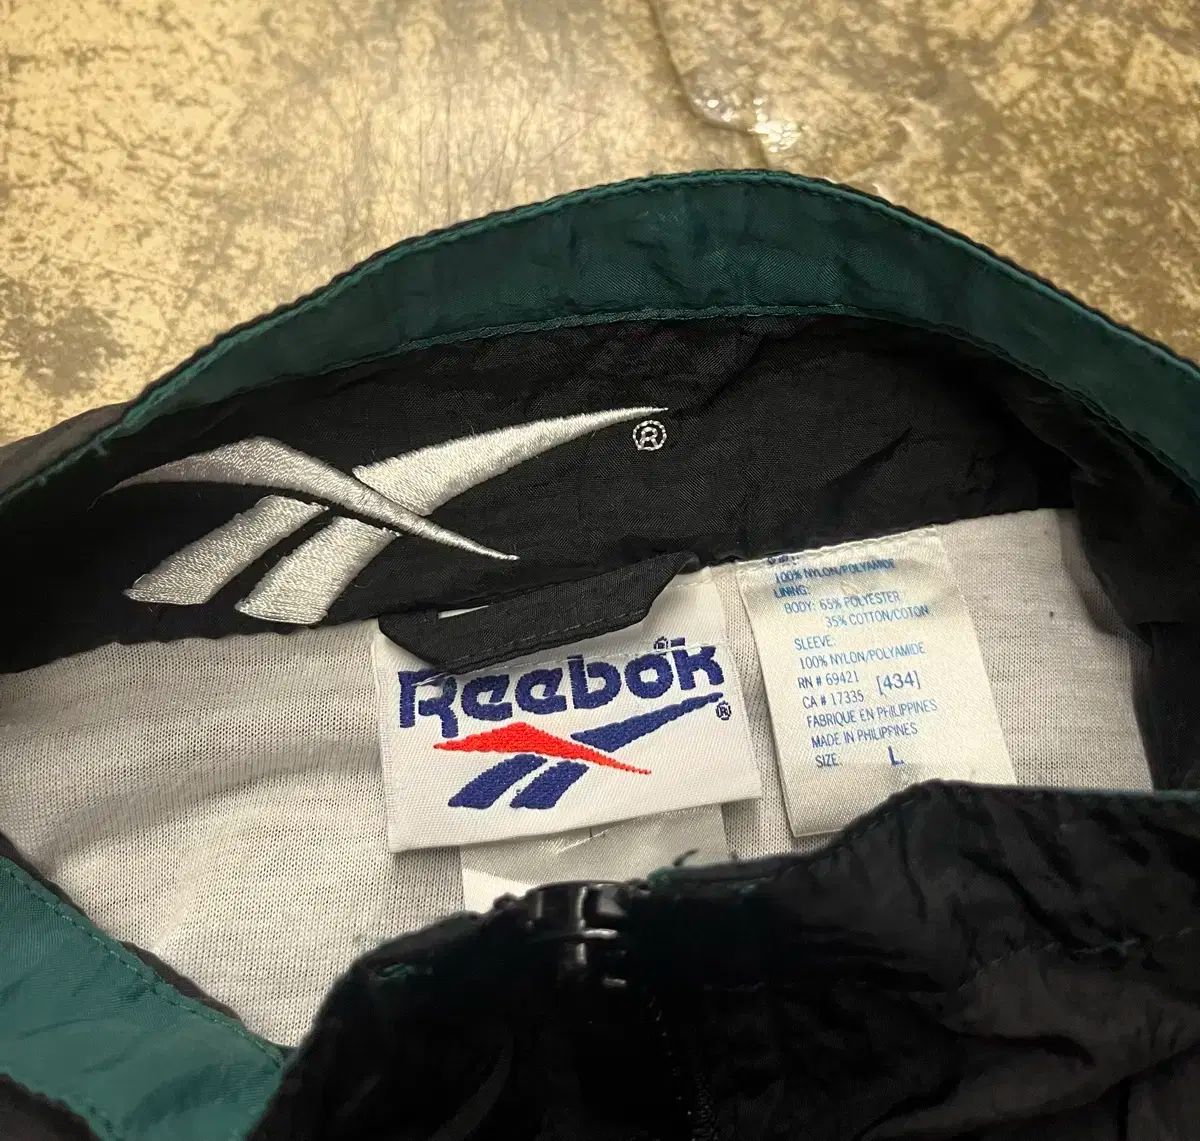 ®
Reebok
®
®
100% NYLON/POLYAMIDE
LINING:
BODY: 65% POLYESTER
35% COTTON/COTON
SLEEVE:
100% NYLON/POLYAMIDE
RN # 69421 [434]
CA # 17335
FABRIQUE EN PHILIPPINES
MADE IN PHILIPPINES
SIZE: L.